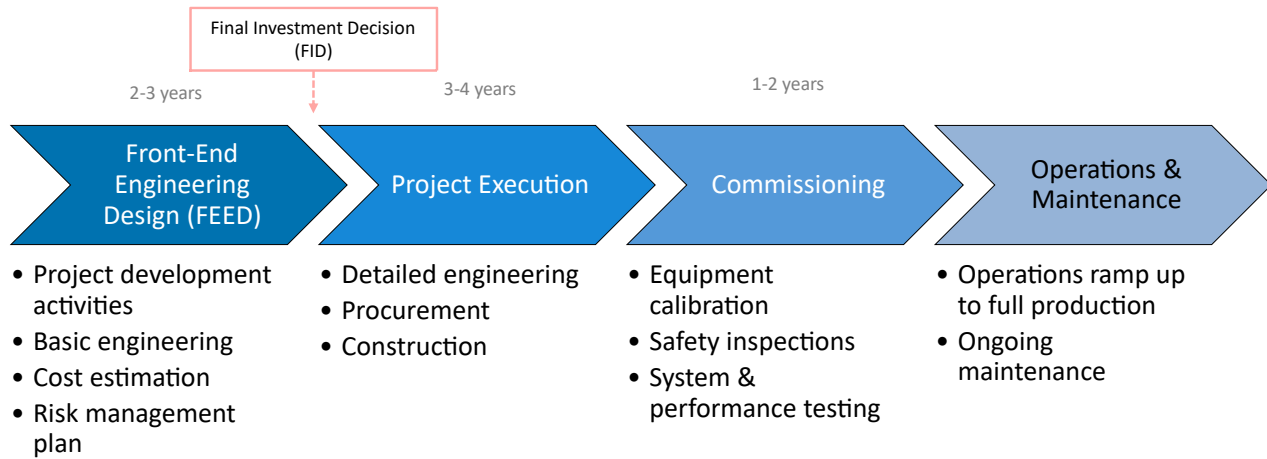 Final Investment Decision
(FID)
2-3 years
3-4 years
1-2 years
Front-End
Engineering
Design (FEED)
Project Execution
Commissioning
Operations &
Maintenance
• Project development
activities
• Basic engineering
• Cost estimation
• Risk management
plan
• Detailed engineering
• Procurement
• Construction
• Equipment
calibration
• Safety inspections
• System &
performance testing
• Operations ramp up
to full production
• Ongoing
maintenance